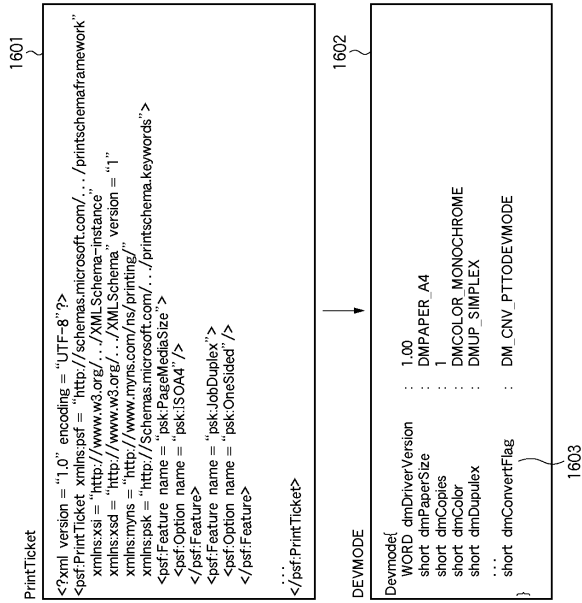 PrintTicket
1601
<?xml version = “1.0” encoding = “UTF-8”?>
<psf:PrintTicket xmlns:psf = “http://schemas.microsoft.com/. . ./printschemaframework”
xmlns:xsi = “http://www.w3.org/. . ./XMLSchema-instance”
xmlns:xsd = “http://www.w3.org/. . ./XMLSchema” version = “1”
xmlns:myns = “http://www.myns.com/ns/printing/”
xmlns:psk = “http://Schemas.microsoft.com/. . ./printschema.keywords”>
<psf:Feature name = “psk:PageMediaSize”>
<psf:Option name = “psk:ISOA4”/>
</psf:Feature>
<psf:Feature name = “psk:JobDuplex”>
<psf:Option name = “psk:OneSided”/>
</psf:Feature>
. . .
</psf:PrintTicket>
DEVMODE
1602
Devmode{
WORD dmDriverVersion : 1.00
short dmPaperSize : DMPAPER_A4
short dmCopies : 1
short dmColor : DMCOLOR_MONOCHROME
short dmDupulex : DMUP_SIMPLEX
. . .
short dmConvertFlag : DM_CNV_PTTODEVMODE
}
1603